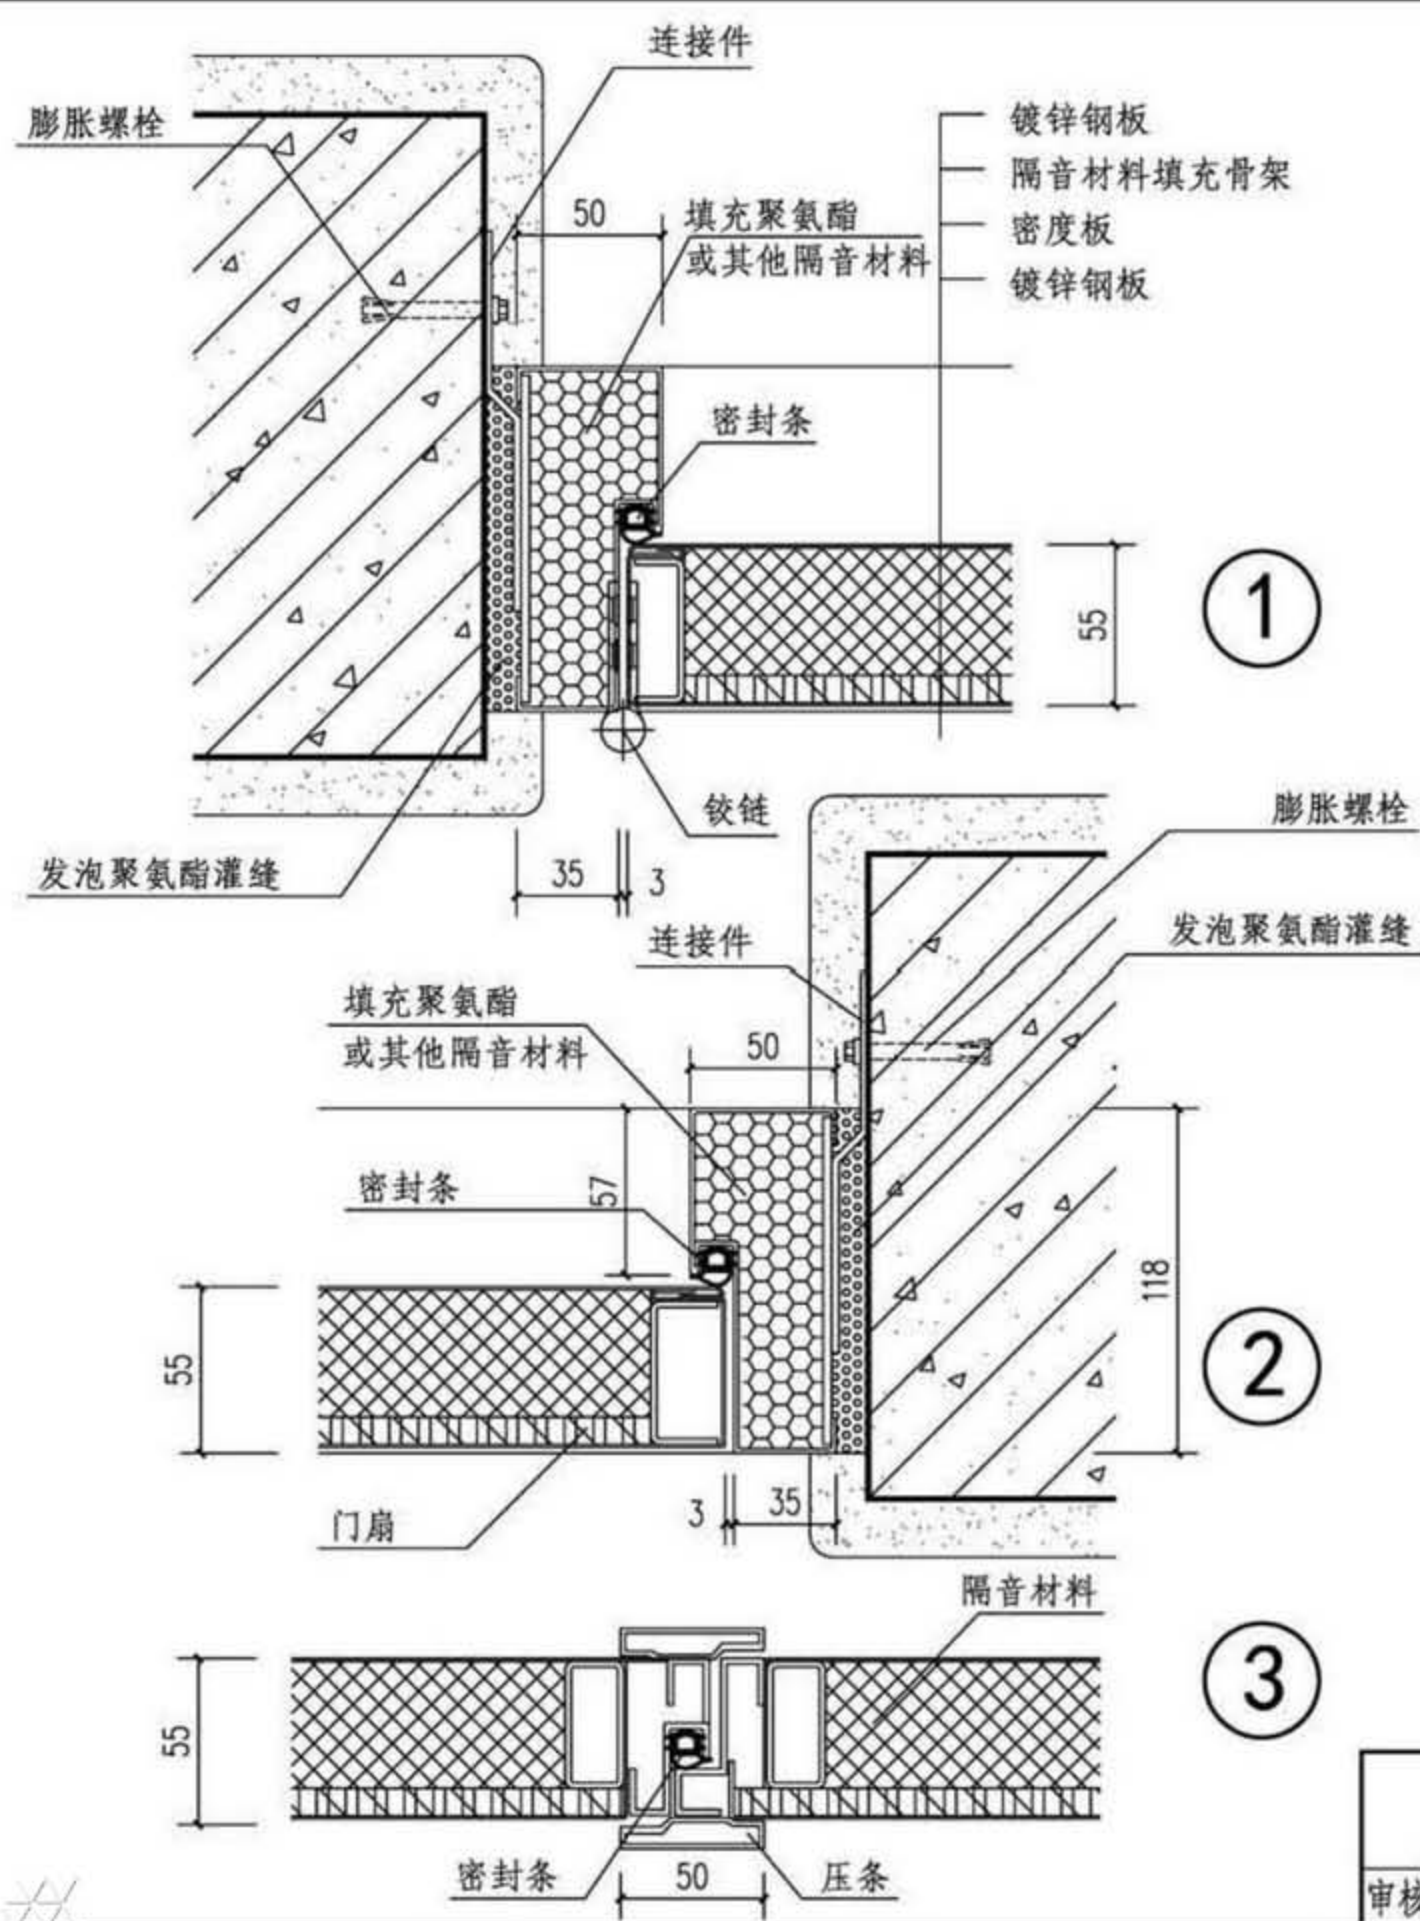 连接件
膨胀螺栓
镀锌钢板
隔音材料填充骨架
密度板
镀锌钢板
50
填充聚氨酯
或其他隔音材料
密封条
55
1
铰链
发泡聚氨酯灌缝
35
3
膨胀螺栓
连接件
发泡聚氨酯灌缝
填充聚氨酯
或其他隔音材料
50
密封条
57
118
55
2
门扇
3
35
隔音材料
3
55
密封条
50
压条
审核